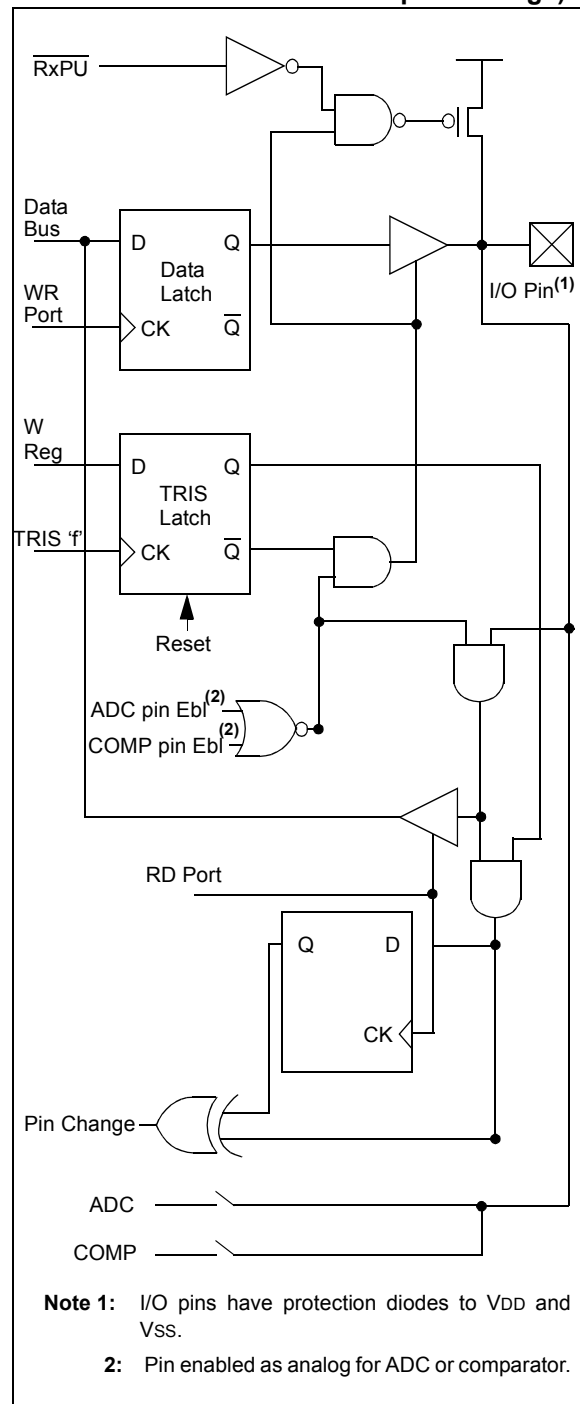 RxPU
Data
Bus
D Q
Data
Latch
WR
Port
CK Q
I/O Pin(1)
W
Reg
D Q
TRIS
Latch
TRIS 'f'
CK Q
Reset
ADC pin Ebl(2)
COMP pin Ebl(2)
RD Port
Q D
CK
Pin Change
ADC
COMP
Note 1: I/O pins have protection diodes to VDD and
VSS.
2: Pin enabled as analog for ADC or comparator.